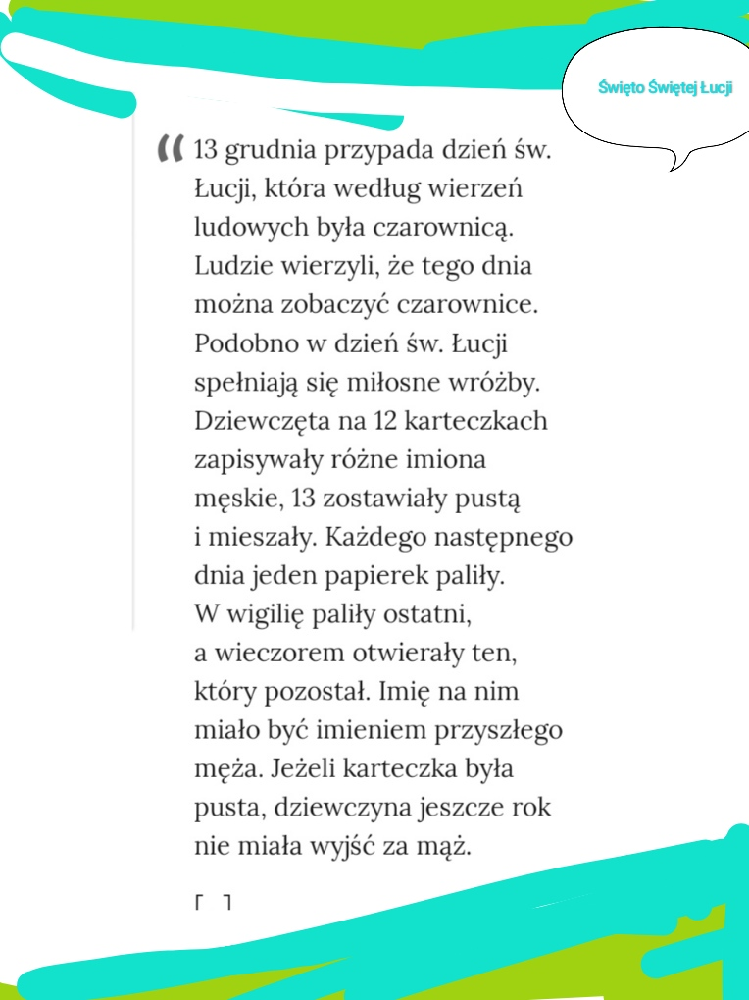 Święto Świętej Łucji
“ 13 grudnia przypada dzień św.
Łucji, która według wierzeń
ludowych była czarownicą.
Ludzie wierzyli, że tego dnia
można zobaczyć czarownice.
Podobno w dzień św. Łucji
spełniają się miłosne wróżby.
Dziewczęta na 12 karteczkach
zapisywały różne imiona
męskie, 13 zostawiały pustą
i mieszały. Każdego następnego
dnia jeden papierek paliły.
W wigilię paliły ostatni,
a wieczorem otwierały ten,
który pozostał. Imię na nim
miało być imieniem przyszłego
męża. Jeżeli karteczka była
pusta, dziewczyna jeszcze rok
nie miała wyjść za mąż.